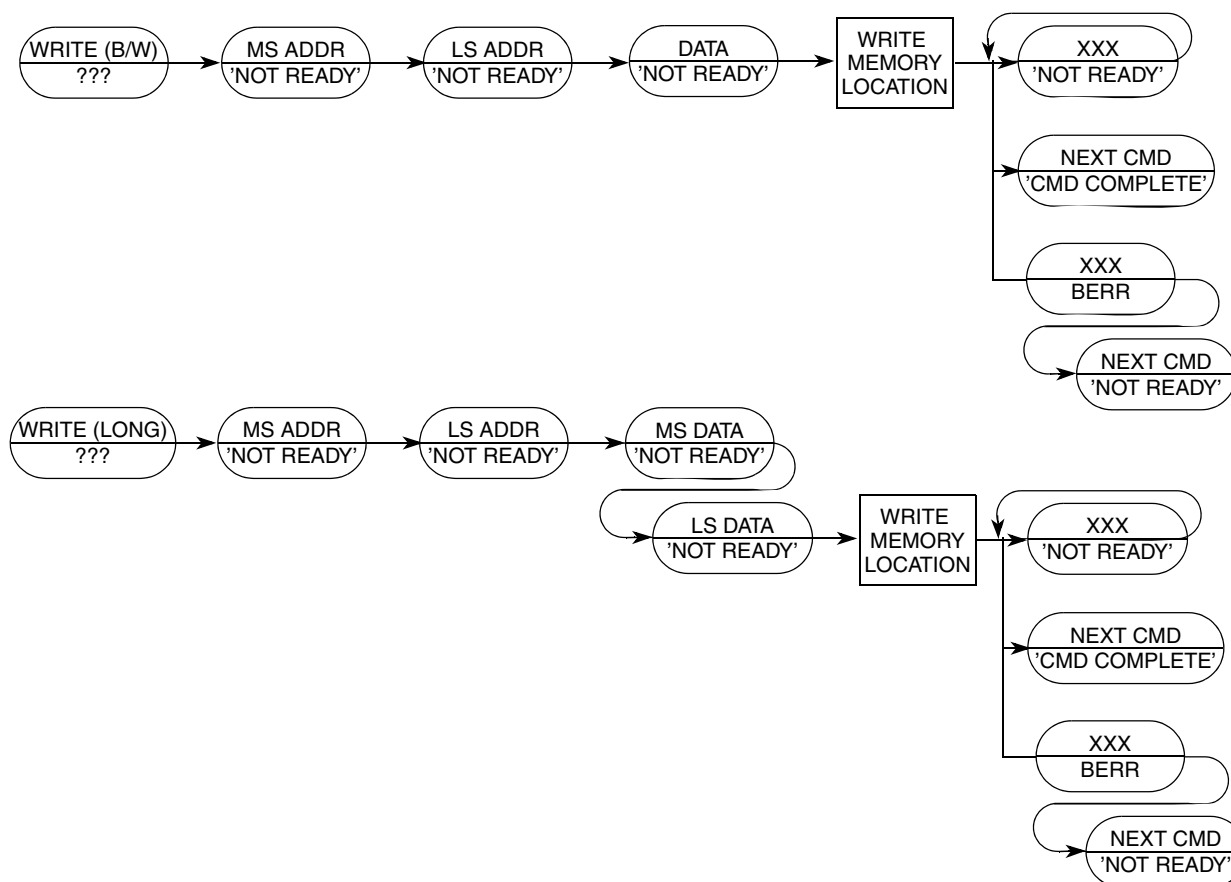 WRITE (B/W)
???
MS ADDR
'NOT READY'
LS ADDR
'NOT READY'
DATA
'NOT READY'
WRITE
MEMORY
LOCATION
XXX
'NOT READY'
NEXT CMD
'CMD COMPLETE'
XXX
BERR
NEXT CMD
'NOT READY'
WRITE (LONG)
???
MS ADDR
'NOT READY'
LS ADDR
'NOT READY'
MS DATA
'NOT READY'
LS DATA
'NOT READY'
WRITE
MEMORY
LOCATION
XXX
'NOT READY'
NEXT CMD
'CMD COMPLETE'
XXX
BERR
NEXT CMD
'NOT READY'